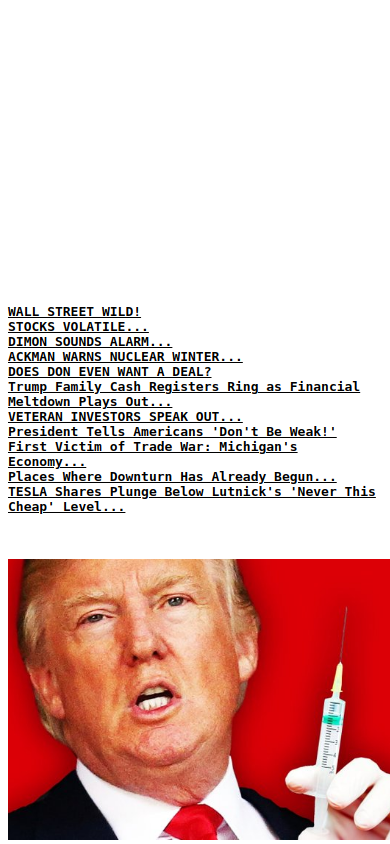 WALL STREET WILD!
STOCKS VOLATILE...
DIMON SOUNDS ALARM...
ACKMAN WARNS NUCLEAR WINTER...
DOES DON EVEN WANT A DEAL?
Trump Family Cash Registers Ring as Financial
Meltdown Plays Out...
VETERAN INVESTORS SPEAK OUT...
President Tells Americans 'Don't Be Weak!'
First Victim of Trade War: Michigan's
Economy...
Places Where Downturn Has Already Begun...
TESLA Shares Plunge Below Lutnick's 'Never This
Cheap' Level...